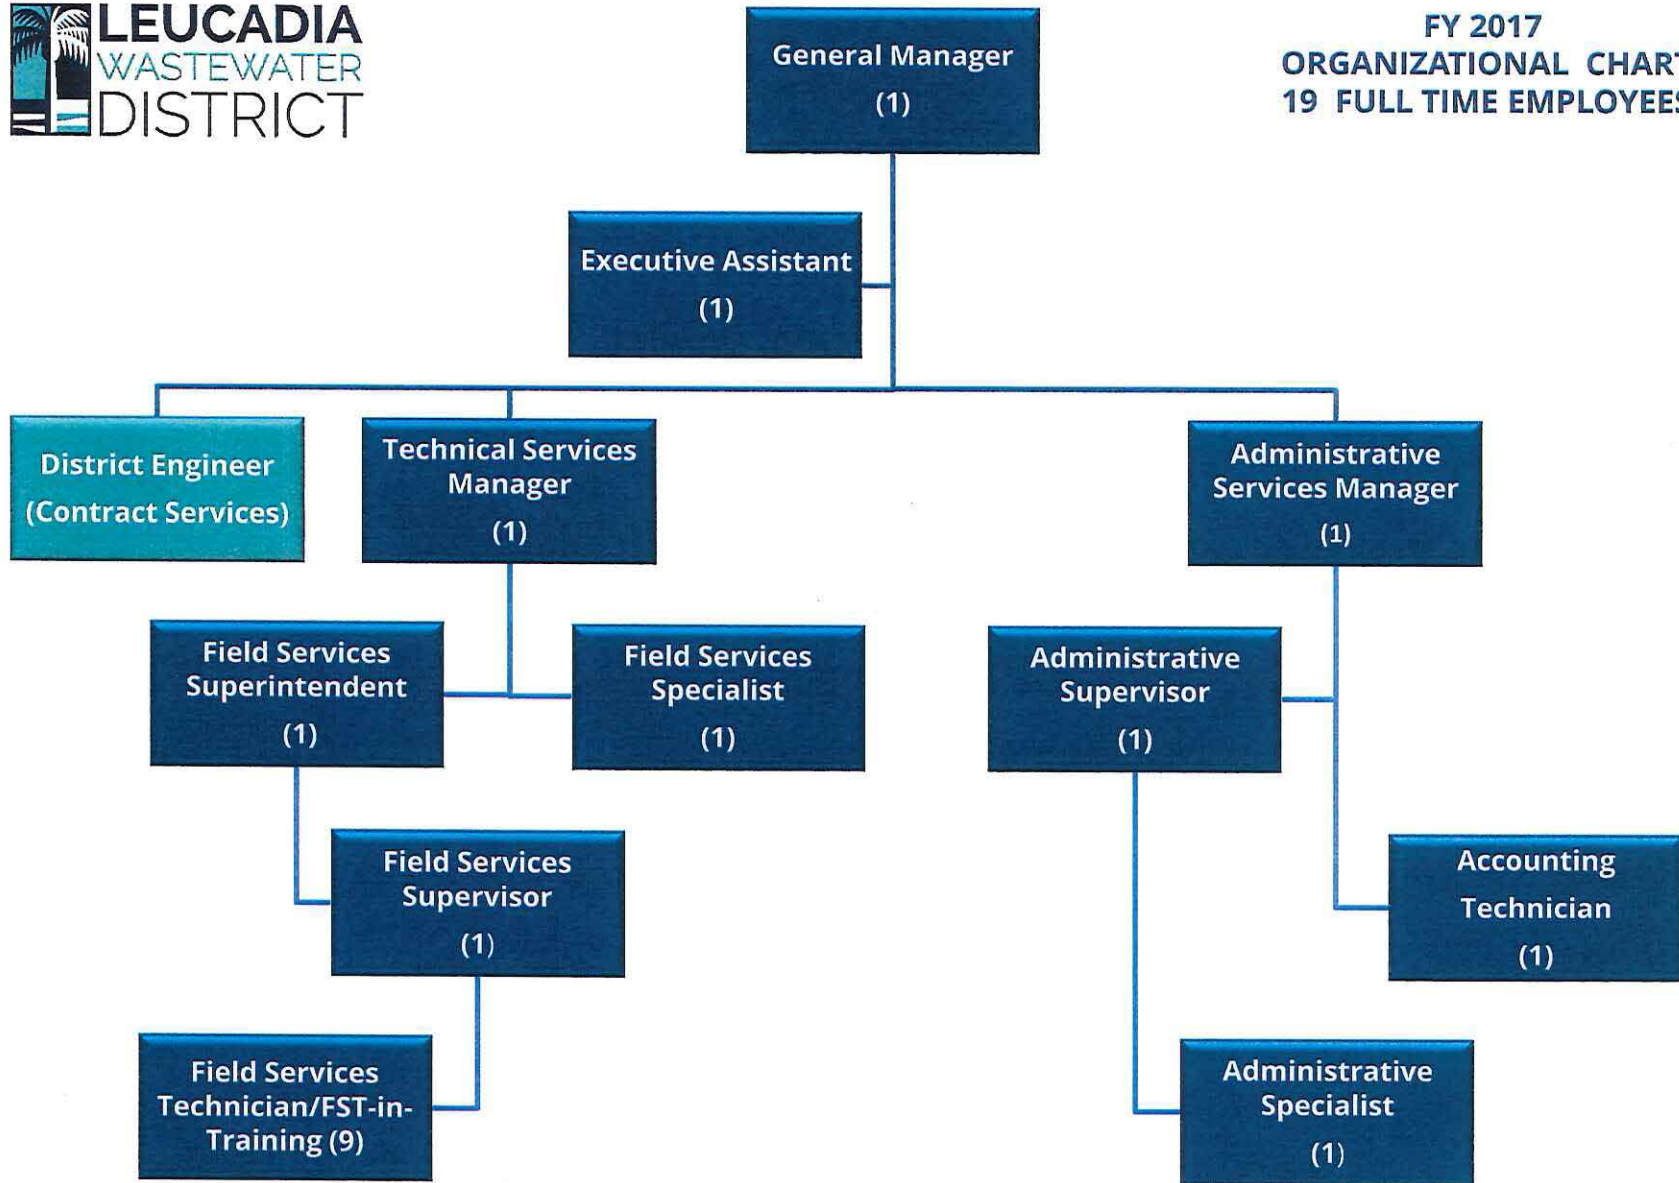 LEUCADIA
WASTEWATER
DISTRICT
FY 2017
ORGANIZATIONAL CHART
19 FULL TIME EMPLOYEES
General Manager
(1)
Executive Assistant
(1)
District Engineer
(Contract Services)
Technical Services
Manager
(1)
Administrative
Services Manager
(1)
Field Services
Superintendent
(1)
Field Services
Specialist
(1)
Administrative
Supervisor
(1)
Field Services
Supervisor
(1)
Accounting
Technician
(1)
Field Services
Technician/FST-in-
Training (9)
Administrative
Specialist
(1)